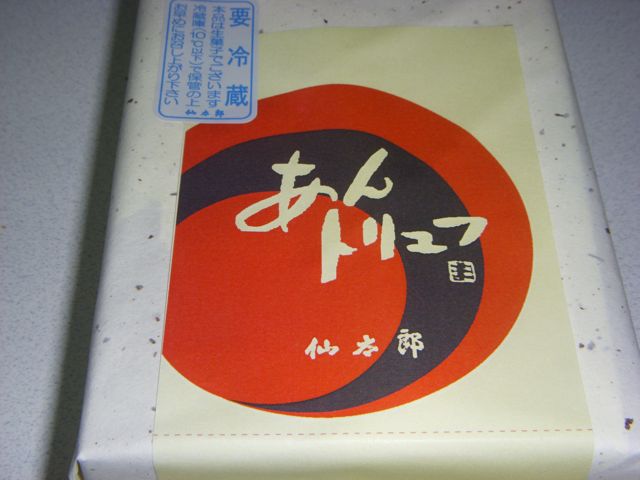 要冷蔵
本品は生菓子でございます
冷蔵庫(10℃以下)で保管の上
お早めにお召し上がり下さい
仙太郎
あん
トリュフ
仙太郎